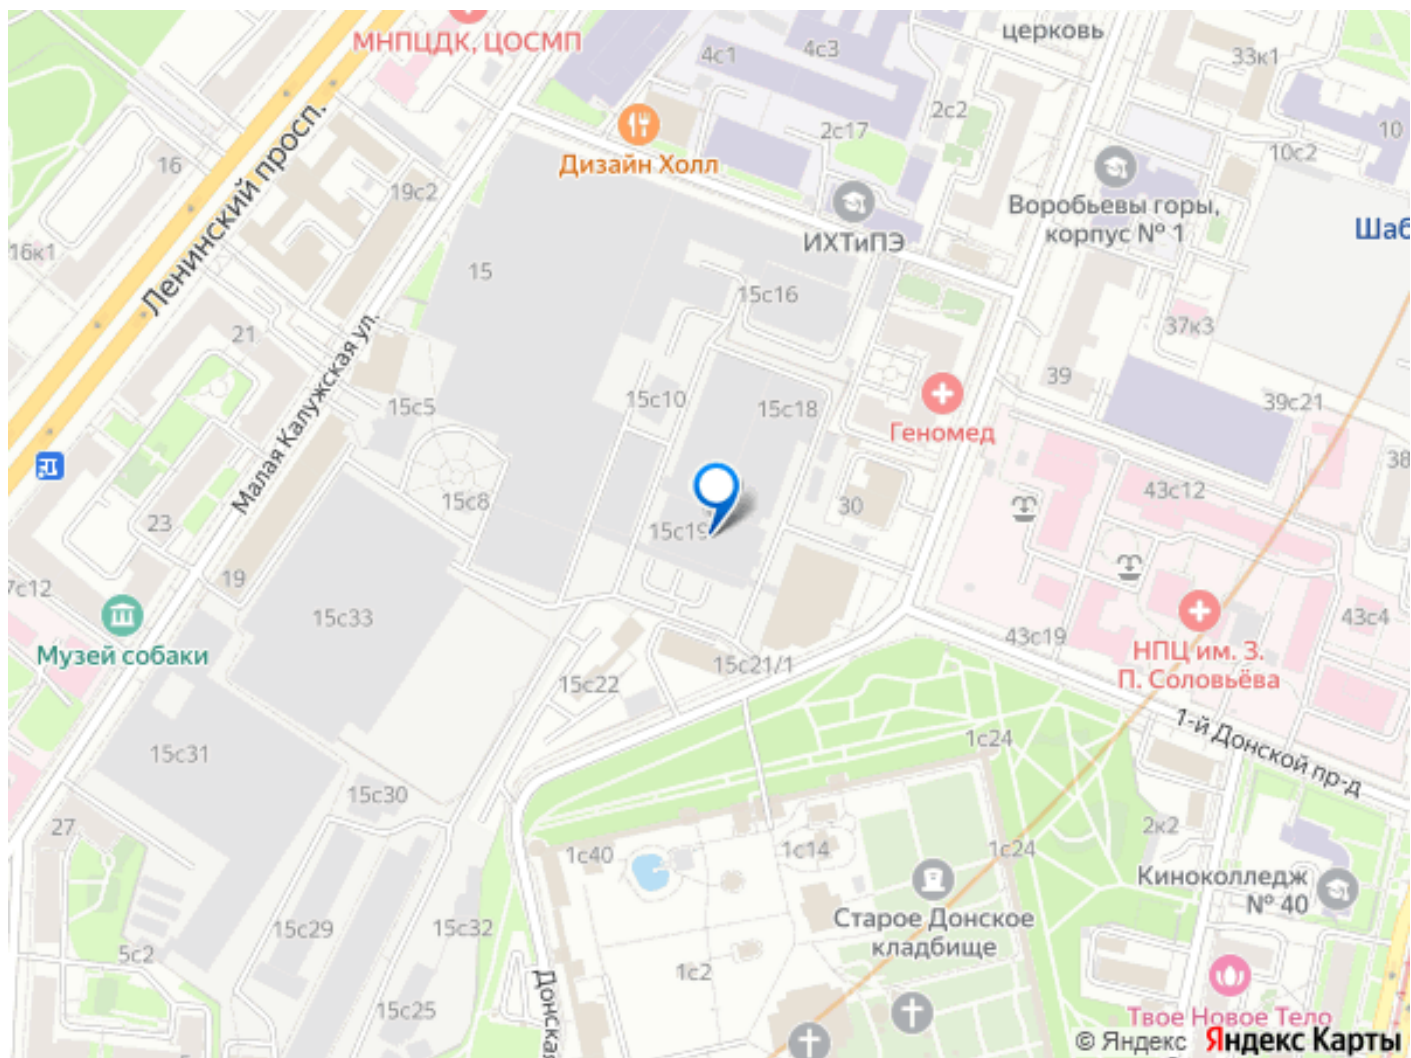 церковь
МНПЦДК, ЦОСМП
4с1
4с3
33к1
2с2
2с17
10
10с2
16
Дизайн Холл
19с2
Ленинский просп.
Воробьевы горы,
корпус № 1
ИХТиПЭ
Шаб
16к1
15
15с16
37к3
21
Малая Калужская ул.
39
39с21
15с5
15с10
15с18
Геномед
38
43с12
15с8
30
23
15с19
19
7с12
15с33
43с4
43с19
Музей собаки
НПЦ им. З.
П. Соловьёва
15с21/1
15с22
1-й Донской пр-д
1с24
15с31
15с30
27
2к2
1с40
1с14
1с24
Киноколледж
№ 40
Старое Донское
кладбище
15с29
15с32
5с2
1с2
Донская
15с25
Твое Новое Тело
© Яндекс Яндекс Карты